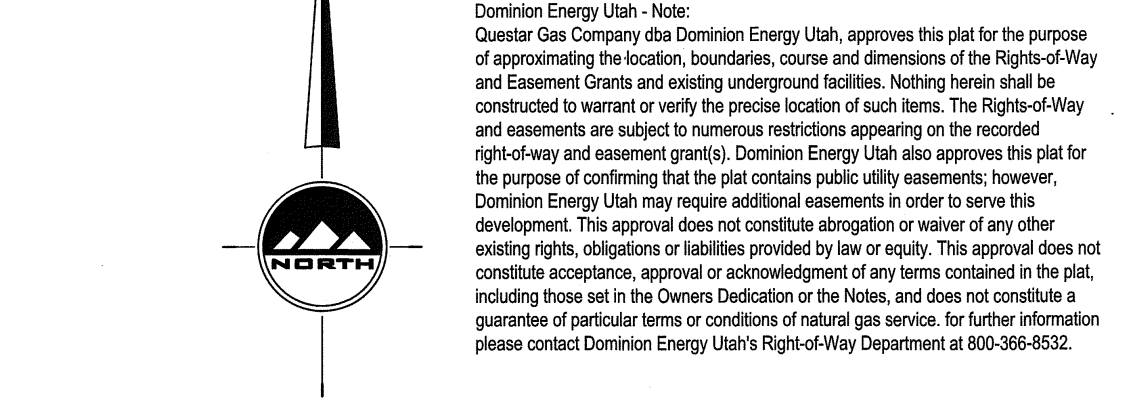 Dominion Energy Utah - Note:
Questar Gas Company dba Dominion Energy Utah, approves this plat for the purpose
of approximating the location, boundaries, course and dimensions of the Rights-of-Way
and Easement Grants and existing underground facilities. Nothing herein shall be
constructed to warrant or verify the precise location of such items. The Rights-of-Way
and easements are subject to numerous restrictions appearing on the recorded
right-of-way and easement grant(s). Dominion Energy Utah also approves this plat for
the purpose of confirming that the plat contains public utility easements; however,
Dominion Energy Utah may require additional easements in order to serve this
development. This approval does not constitute abrogation or waiver of any other
existing rights, obligations or liabilities provided by law or equity. This approval does not
constitute acceptance, approval or acknowledgment of any terms contained in the plat,
including those set in the Owners Dedication or the Notes, and does not constitute a
guarantee of particular terms or conditions of natural gas service. for further information
please contact Dominion Energy Utah's Right-of-Way Department at 800-366-8532.
NORTH